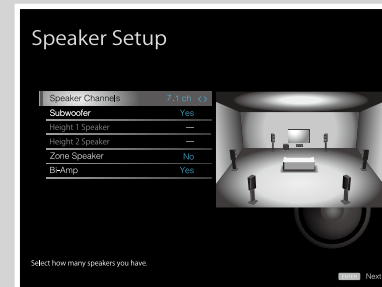 Speaker Setup
Speaker Channels 7.1 ch <>
Subwoofer Yes
Height 1 Speaker —
Height 2 Speaker —
Zone Speaker No
Bi-Amp Yes
Select how many speakers you have.
ENTER Next